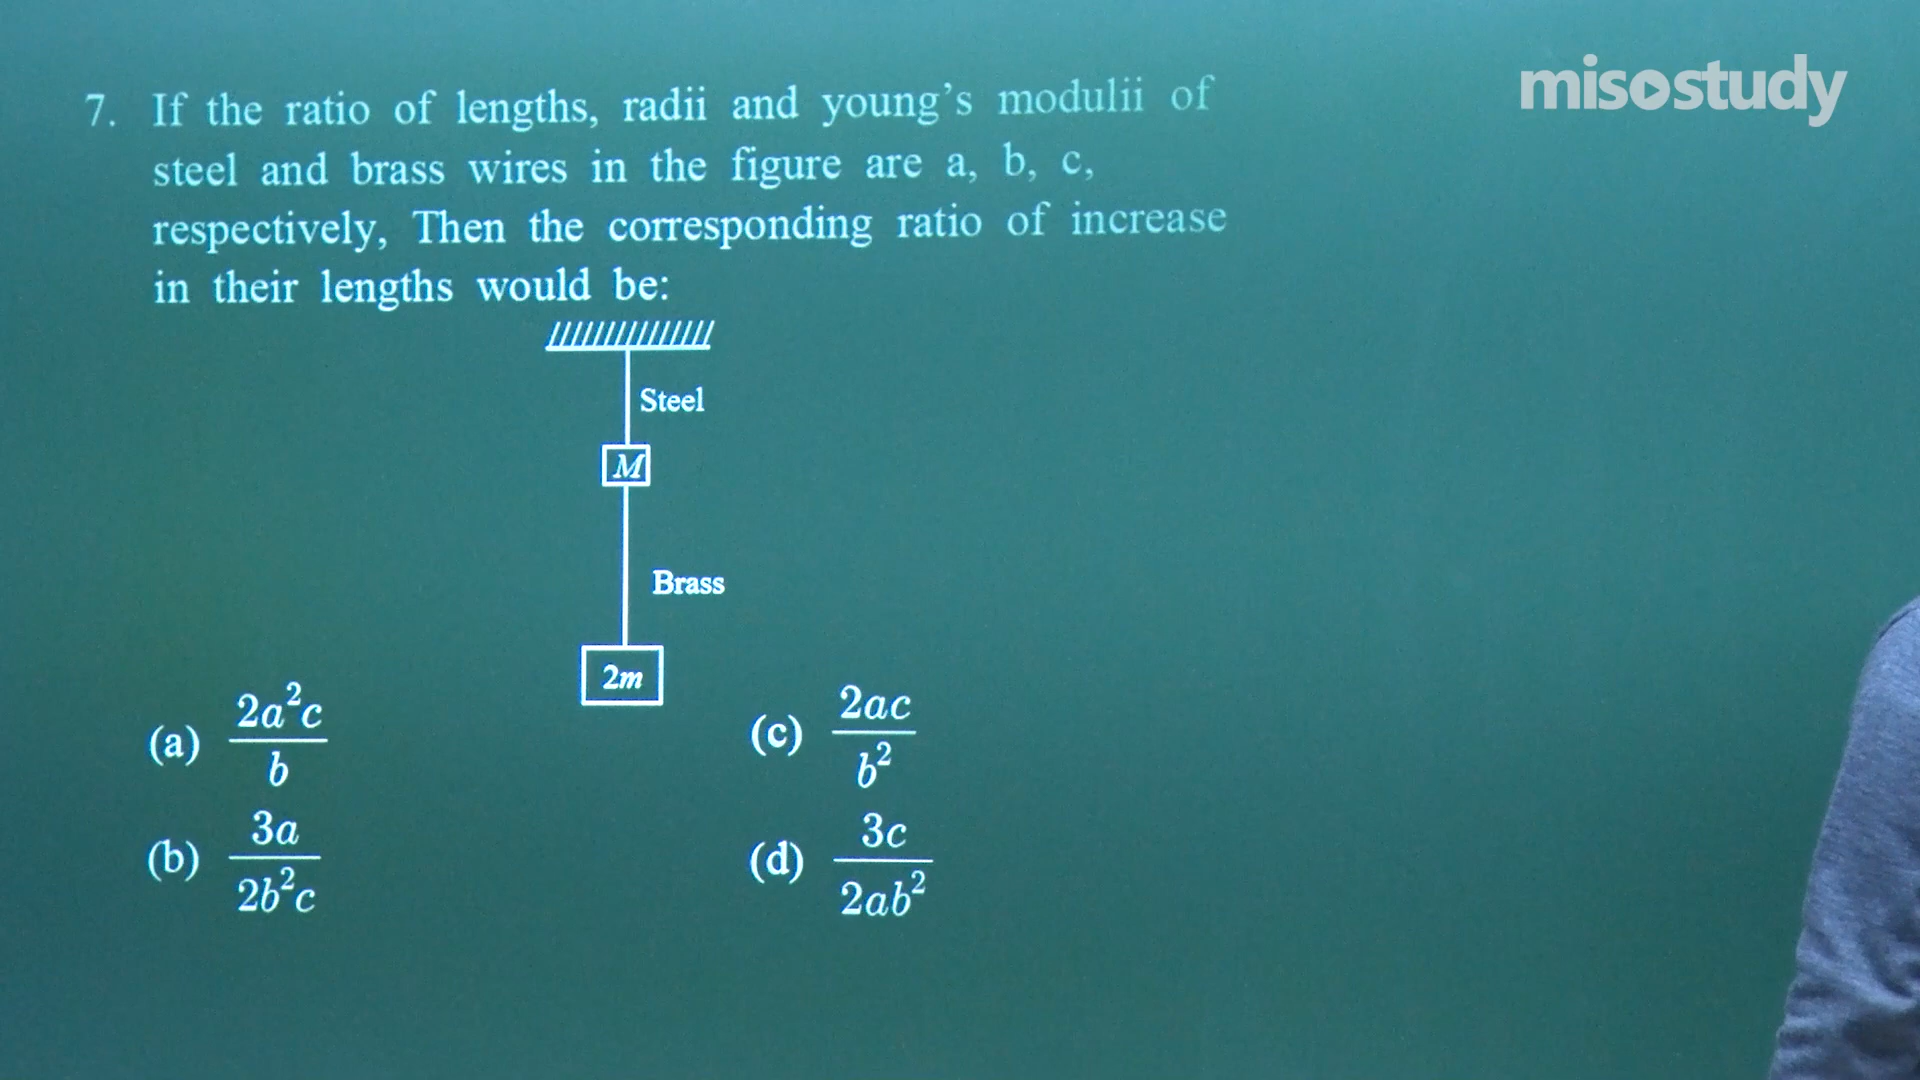 misostudy
7. If the ratio of lengths, radii and young's modulii of
steel and brass wires in the figure are a, b, c,
respectively, Then the corresponding ratio of increase
in their lengths would be:
Steel
M
Brass
2m
(a) 2a²c / b
(c) 2ac / b²
(b) 3a / 2b²c
(d) 3c / 2ab²